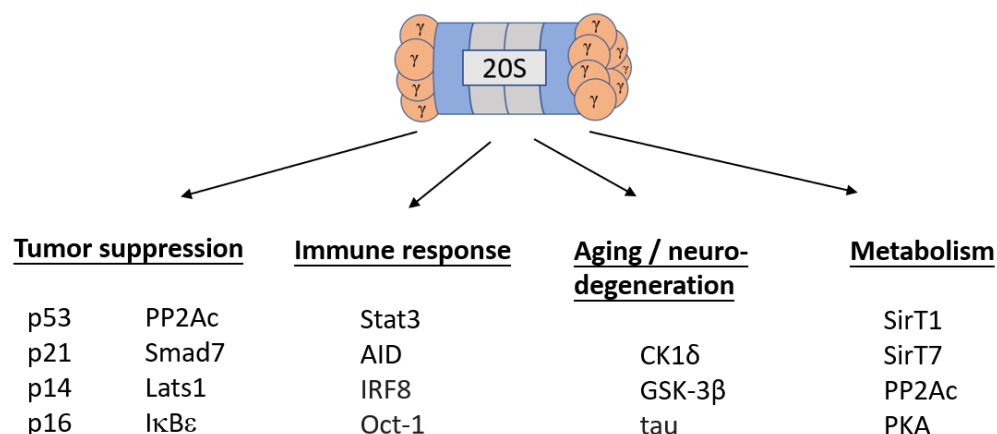 γ γ
γ γ γ
20S
γ γ γ
γ γ γ
γ
Tumor suppression
p53 PP2Ac
p21 Smad7
p14 Lats1
p16 IκBε
Immune response
Stat3
AID
IRF8
Oct-1
Aging / neuro-
degeneration
CK1δ
GSK-3β
tau
Metabolism
SirT1
SirT7
PP2Ac
PKA